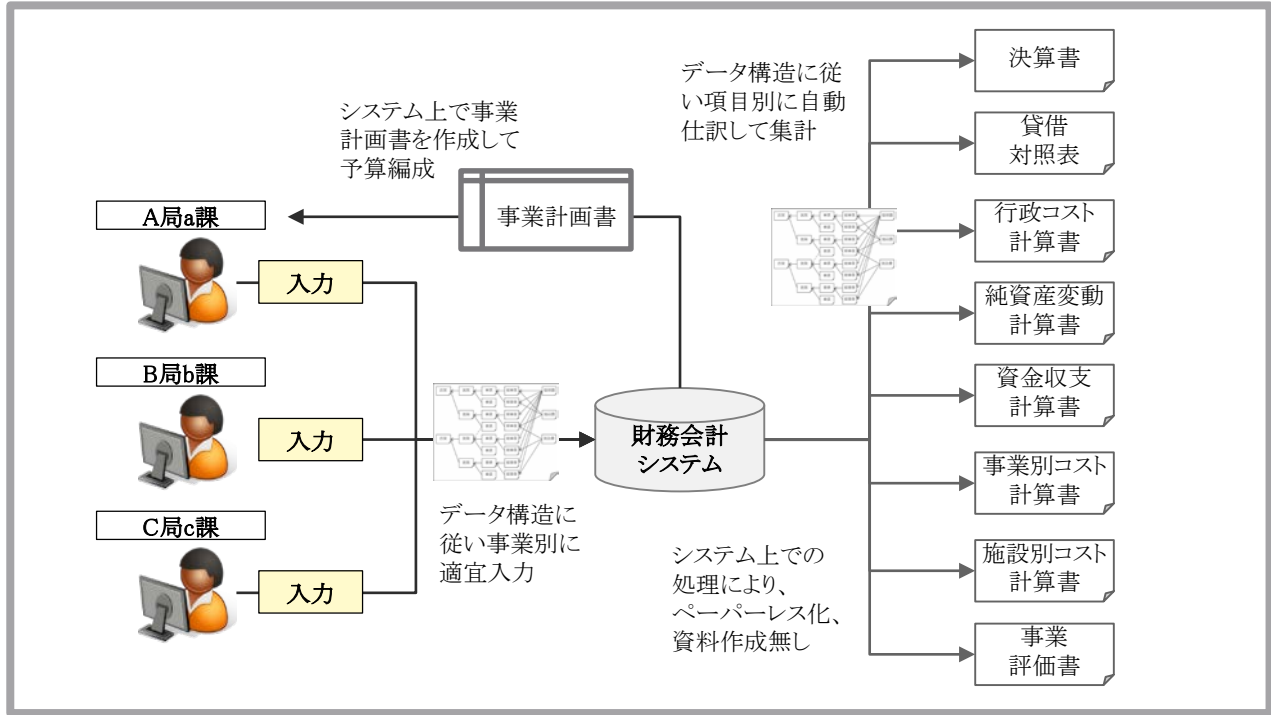 システム上で事業
計画書を作成して
予算編成
データ構造に従
い項目別に自動
仕訳して集計
事業計画書
A局a課
入力
B局b課
入力
C局c課
入力
データ構造に
従い事業別に
適宜入力
財務会計
システム
システム上での
処理により、
ペーパーレス化、
資料作成無し
決算書
貸借
対照表
行政コスト
計算書
純資産変動
計算書
資金収支
計算書
事業別コスト
計算書
施設別コスト
計算書
事業
評価書